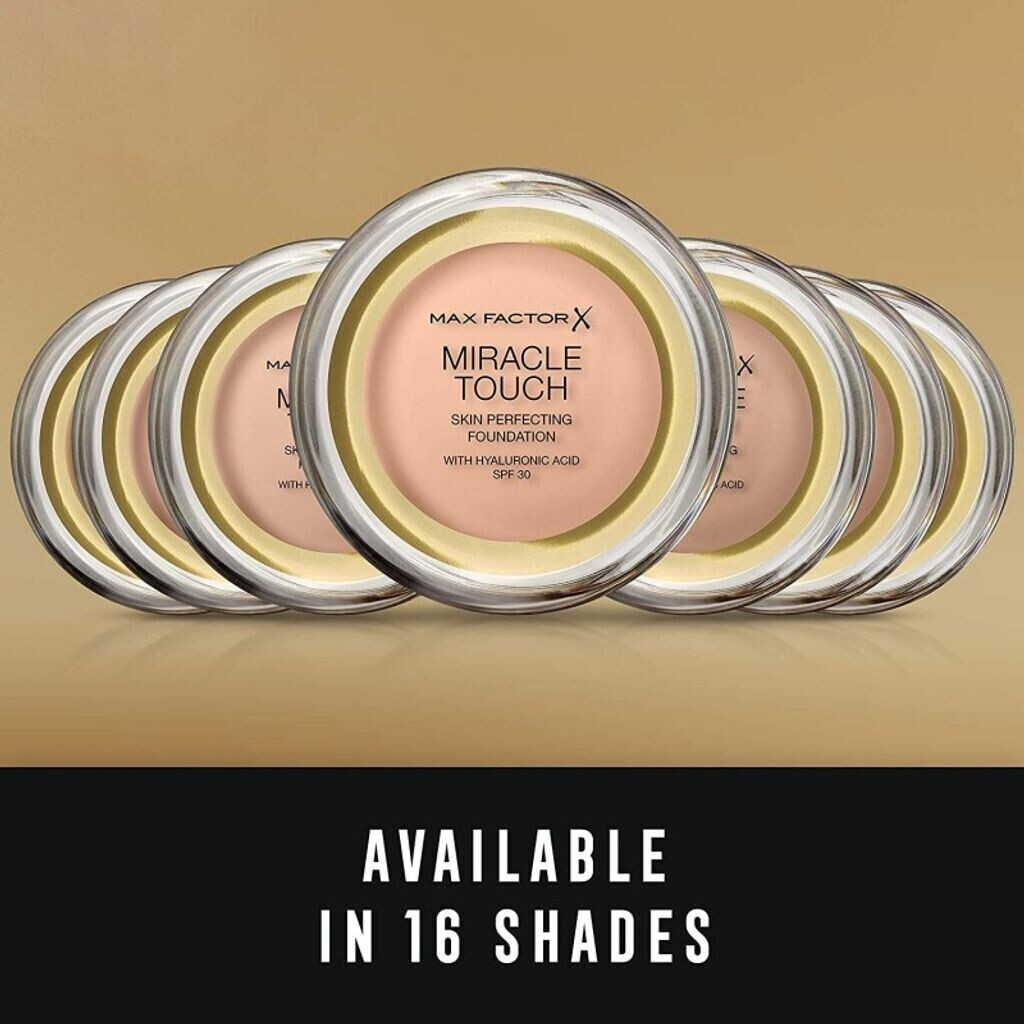 MAX FACTOR X
MIRACLE
TOUCH
SKIN PERFECTING
FOUNDATION
WITH HYALURONIC ACID
SPF 30
AVAILABLE
IN 16 SHADES